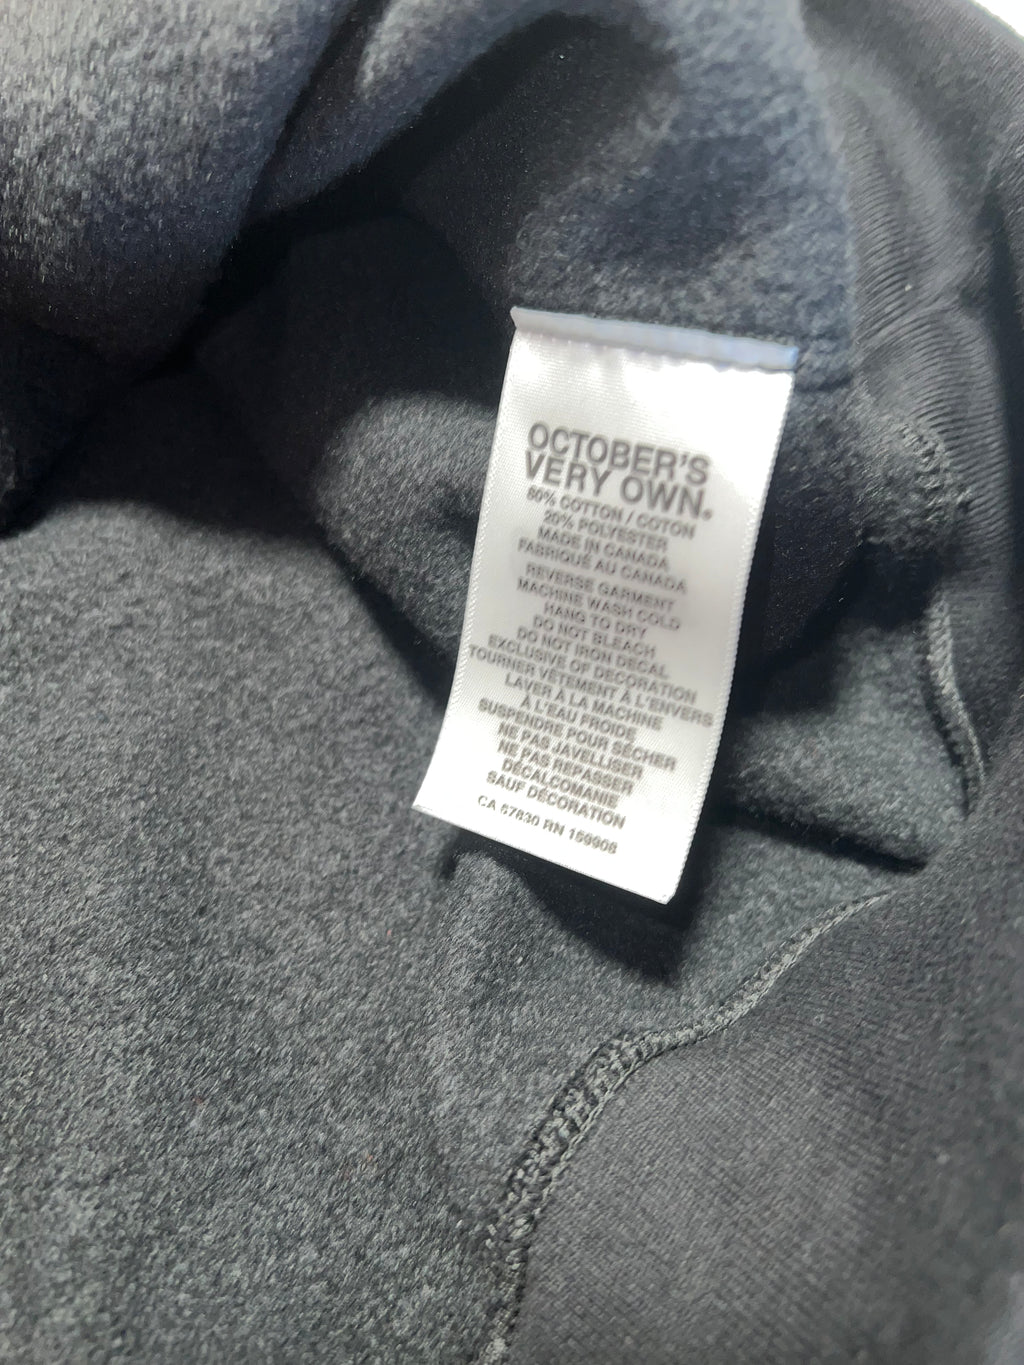 OCTOBER'S
VERY OWN®
80% COTTON / COTON
20% POLYESTER
MADE IN CANADA
FABRIQUÉ AU CANADA
REVERSE GARMENT
MACHINE WASH COLD
HANG TO DRY
DO NOT BLEACH
DO NOT IRON DECAL
EXCLUSIVE OF DECORATION
TOURNER VÊTEMENT À L'ENVERS
LAVER À LA MACHINE
À L'EAU FROIDE
SUSPENDRE POUR SÉCHER
NE PAS JAVELLISER
NE PAS REPASSER
DÉCALCOMANIE
SAUF DÉCORATION
CA 57830 RN 159908